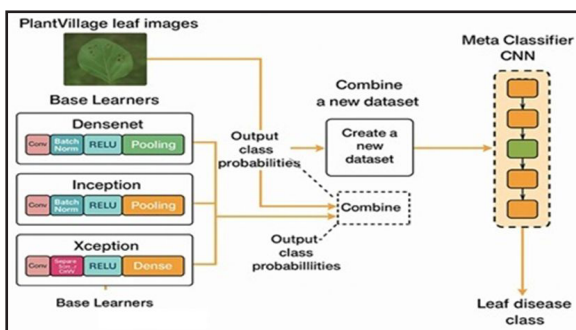 PlantVillage leaf images
Base Learners
Densenet
Conv
Batch
Norm
RELU
Pooling
Inception
Conv
Batch
Norm
RELU
Pooling
Xception
Conv
RELU
Dense
Base Learners
Output
class
probabilities
Combine
a new dataset
Create a
new
dataset
Combine
Output-
class
probabilliities
Meta Classifier
CNN
Leaf disease
class